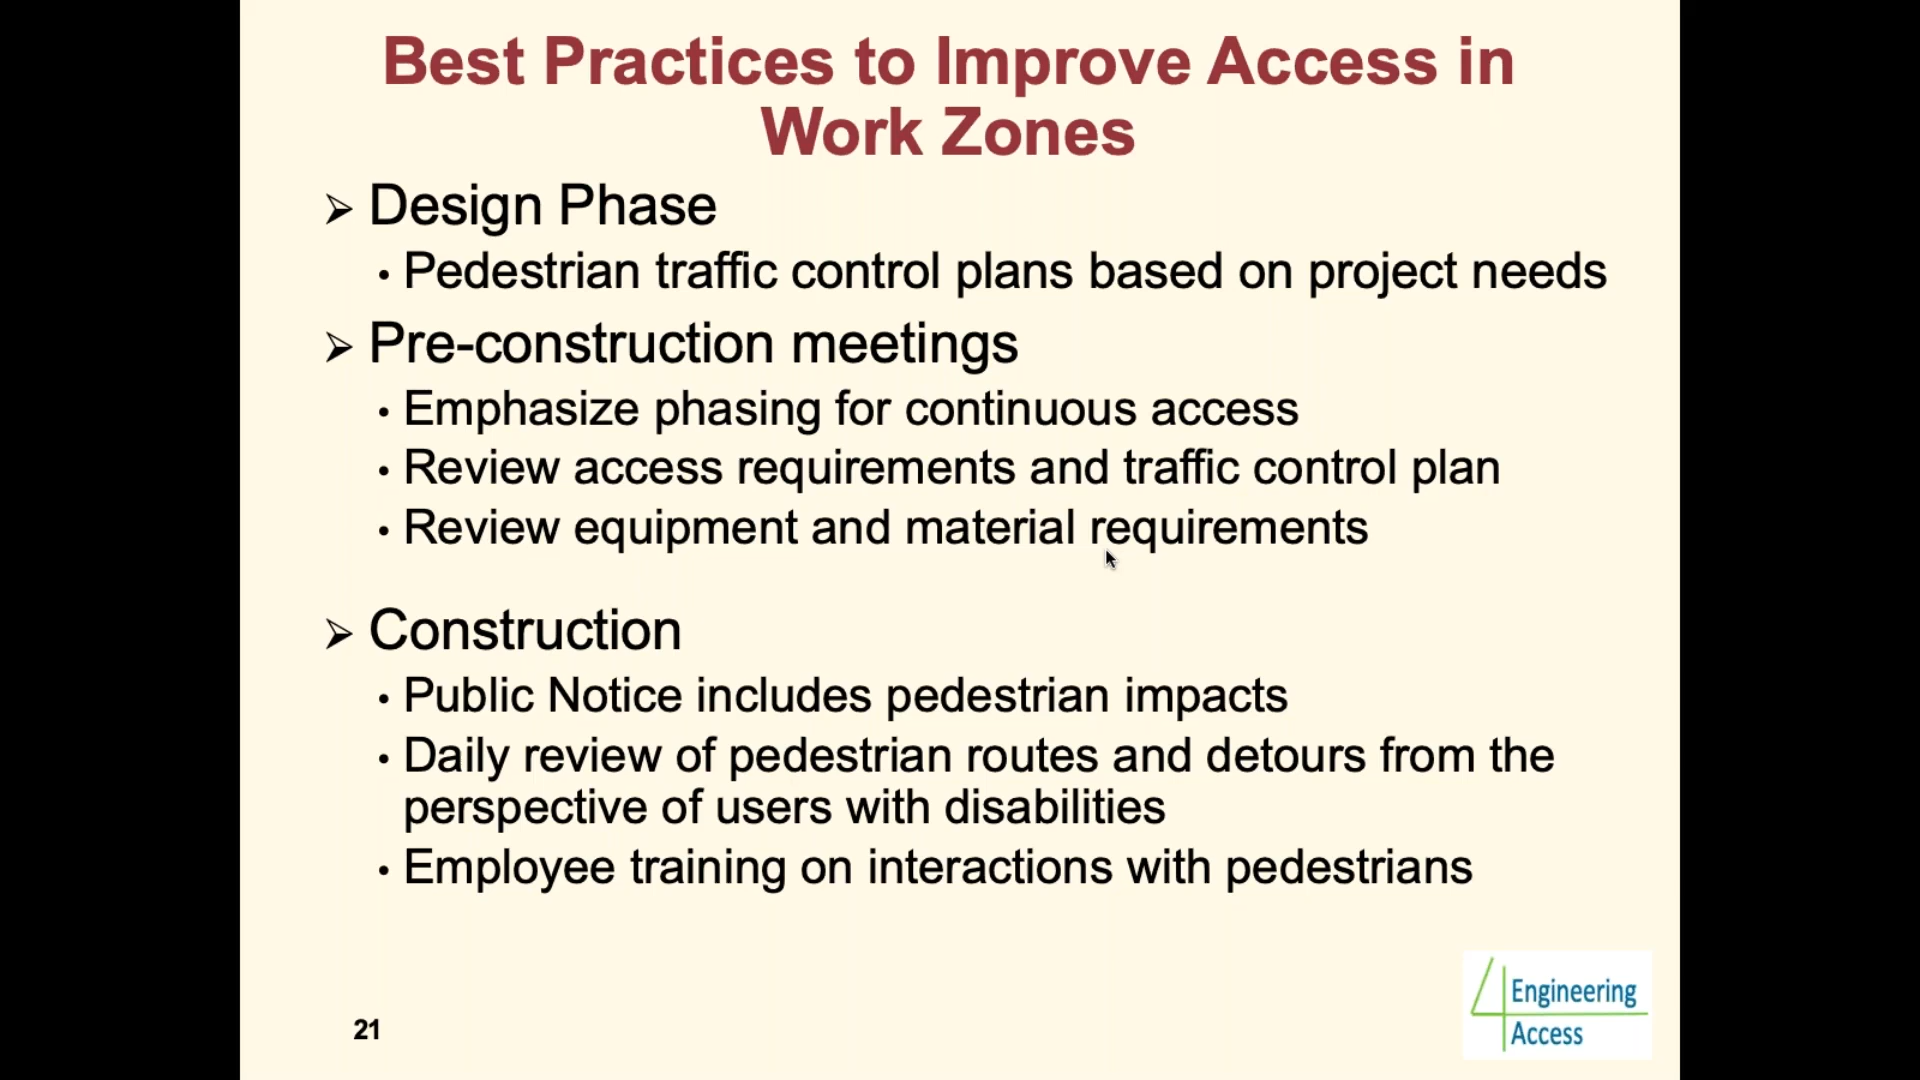 Best Practices to Improve Access in
Work Zones
➢ Design Phase
• Pedestrian traffic control plans based on project needs
➢ Pre-construction meetings
• Emphasize phasing for continuous access
• Review access requirements and traffic control plan
• Review equipment and material requirements
➢ Construction
• Public Notice includes pedestrian impacts
• Daily review of pedestrian routes and detours from the
perspective of users with disabilities
• Employee training on interactions with pedestrians
21
4 Engineering
Access